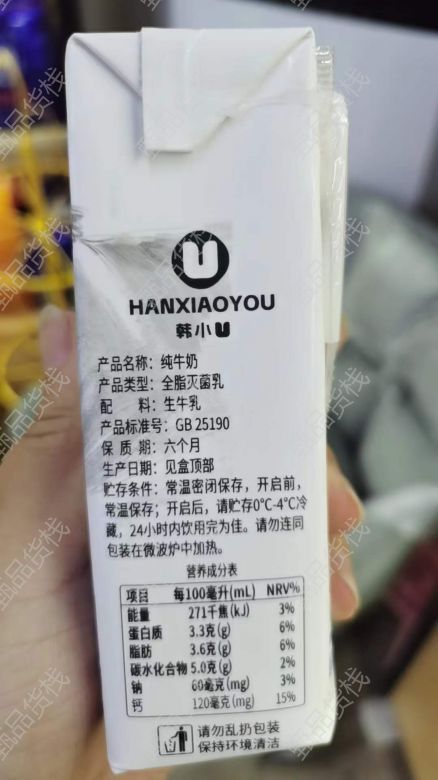 HANXIAOYOU
韩小U
产品名称：纯牛奶
产品类型：全脂灭菌乳
配 料：生牛乳
产品标准号：GB 25190
保 质 期：六个月
生产日期：见盒顶部
贮存条件：常温密闭保存，开启前，
常温保存；开启后，请贮存0°C-4°C冷
藏，24小时内饮用完为佳。请勿连同
包装在微波炉中加热。
营养成分表
项目 每100毫升(mL) NRV%
能量 271千焦(kJ) 3%
蛋白质 3.3克(g) 6%
脂肪 3.6克(g) 6%
碳水化合物 5.0克(g) 2%
钠 60毫克(mg) 3%
钙 120毫克(mg) 15%
请勿乱扔包装
保持环境清洁
甄品货栈